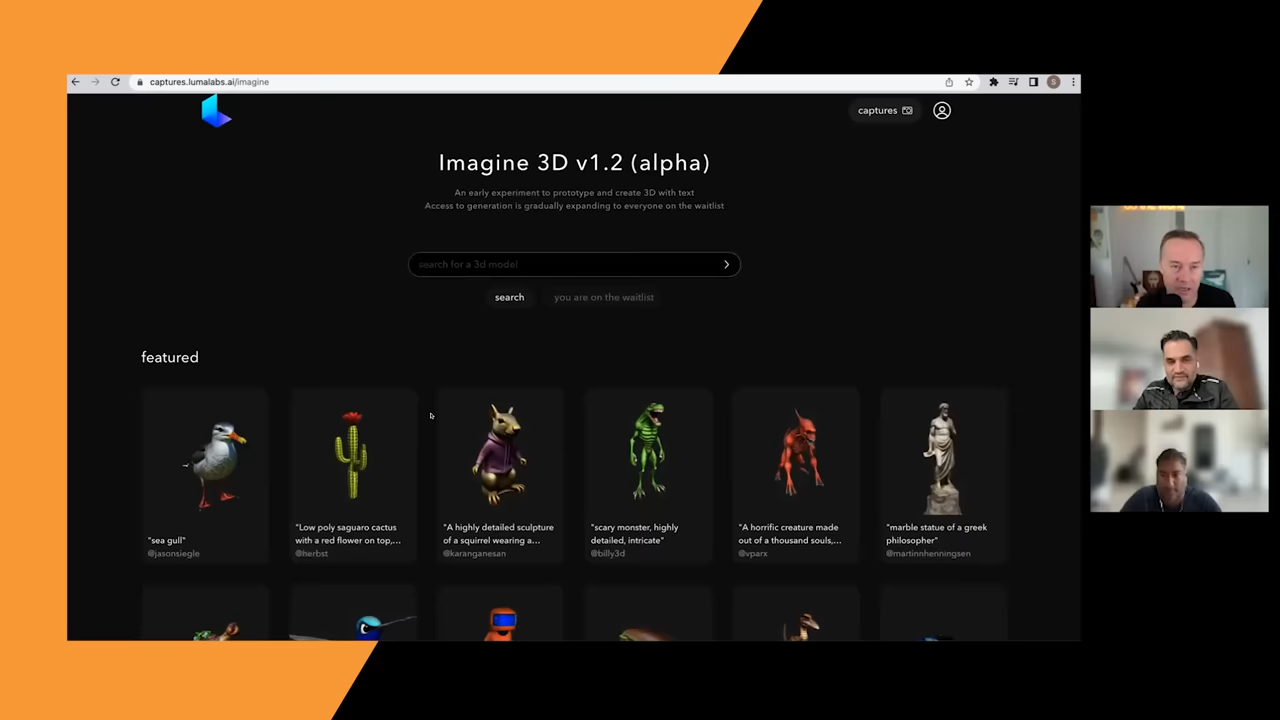 captures.lumalabs.ai/imagine
S
captures
Imagine 3D v1.2 (alpha)
An early experiment to prototype and create 3D with text
Access to generation is gradually expanding to everyone on the waitlist
search for a 3d model
search
you are on the waitlist
featured
"sea gull"
@jasonsiegle
"Low poly saguaro cactus
with a red flower on top,...
@herbst
"A highly detailed sculpture
of a squirrel wearing a...
@karanganesan
"scary monster, highly
detailed, intricate"
@billy3d
"A horrific creature made
out of a thousand souls,...
@vparx
"marble statue of a greek
philosopher"
@martinnhenningsen